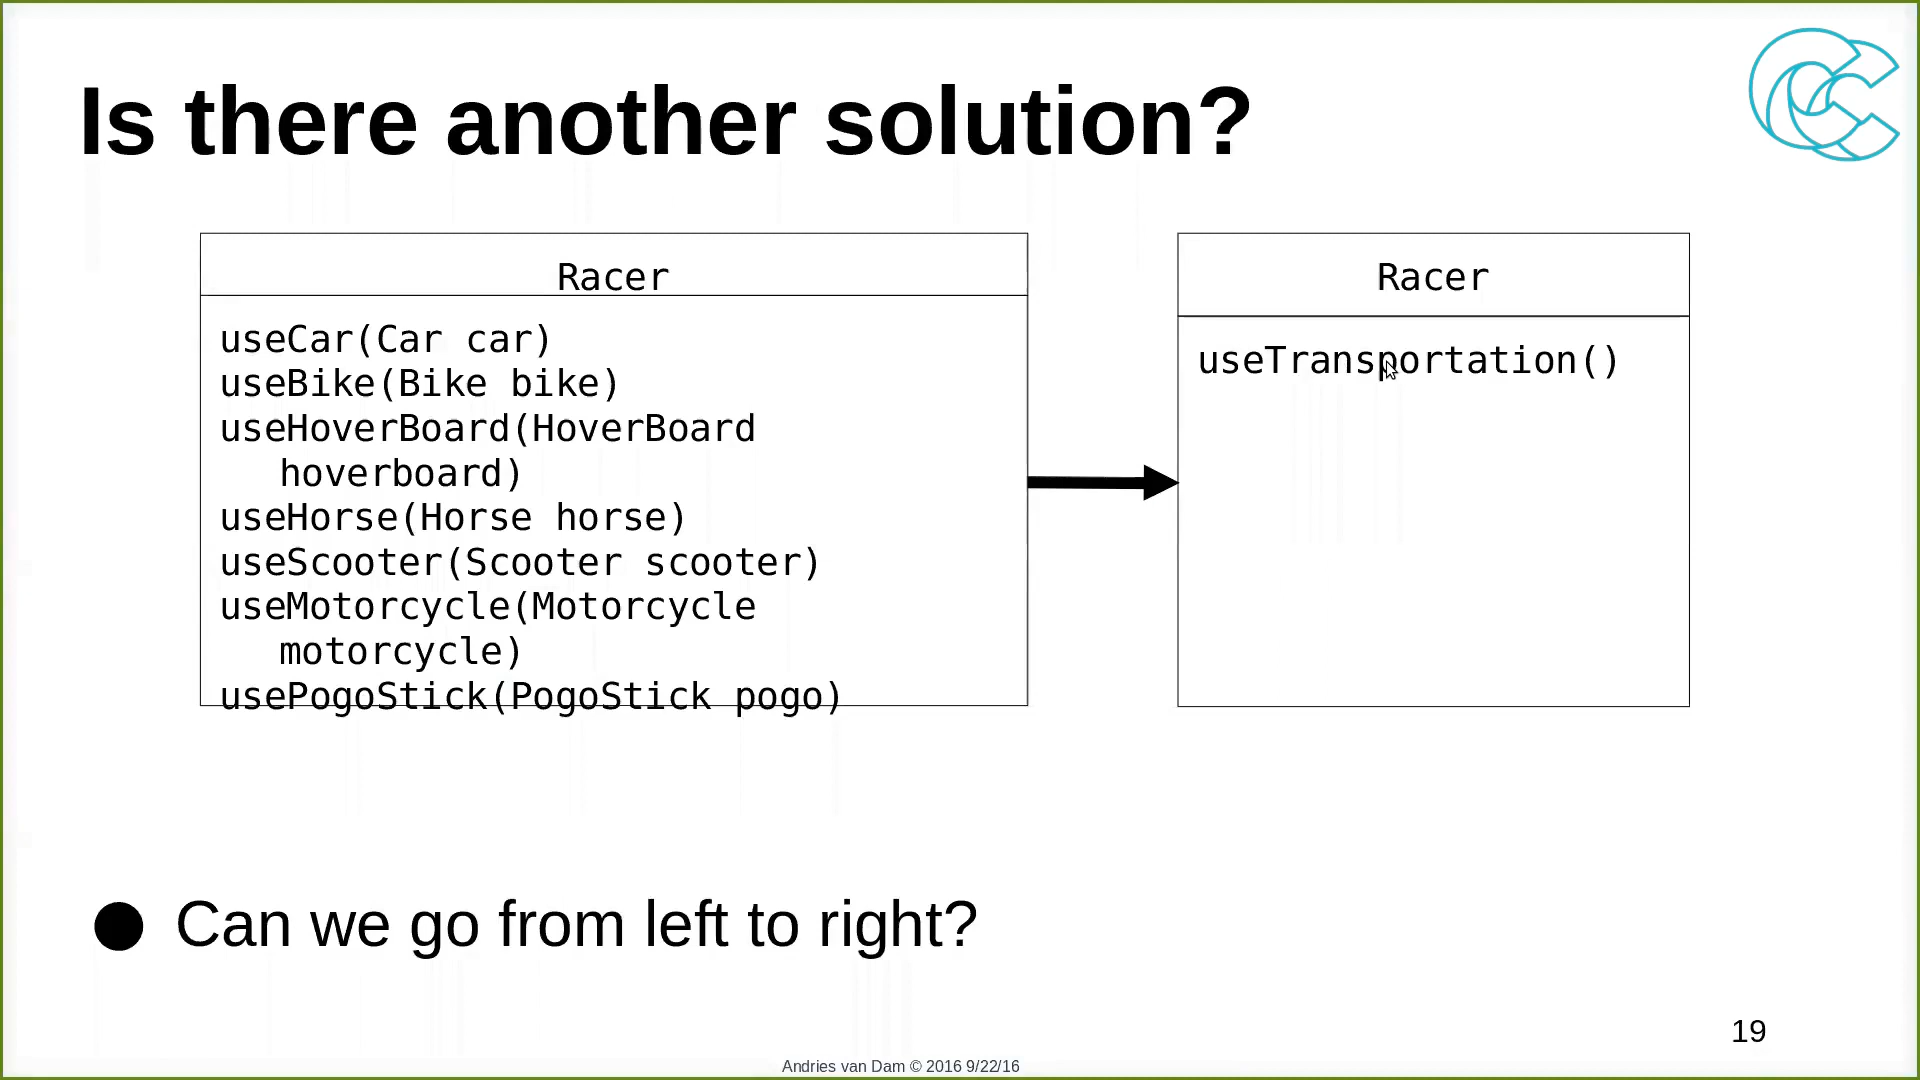 Is there another solution?
Racer
useCar(Car car)
useBike(Bike bike)
useHoverBoard(HoverBoard
hoverboard)
useHorse(Horse horse)
useScooter(Scooter scooter)
useMotorcycle(Motorcycle
motorcycle)
usePogoStick(PogoStick pogo)
Racer
useTransportation()
● Can we go from left to right?
19
Andries van Dam © 2016 9/22/16